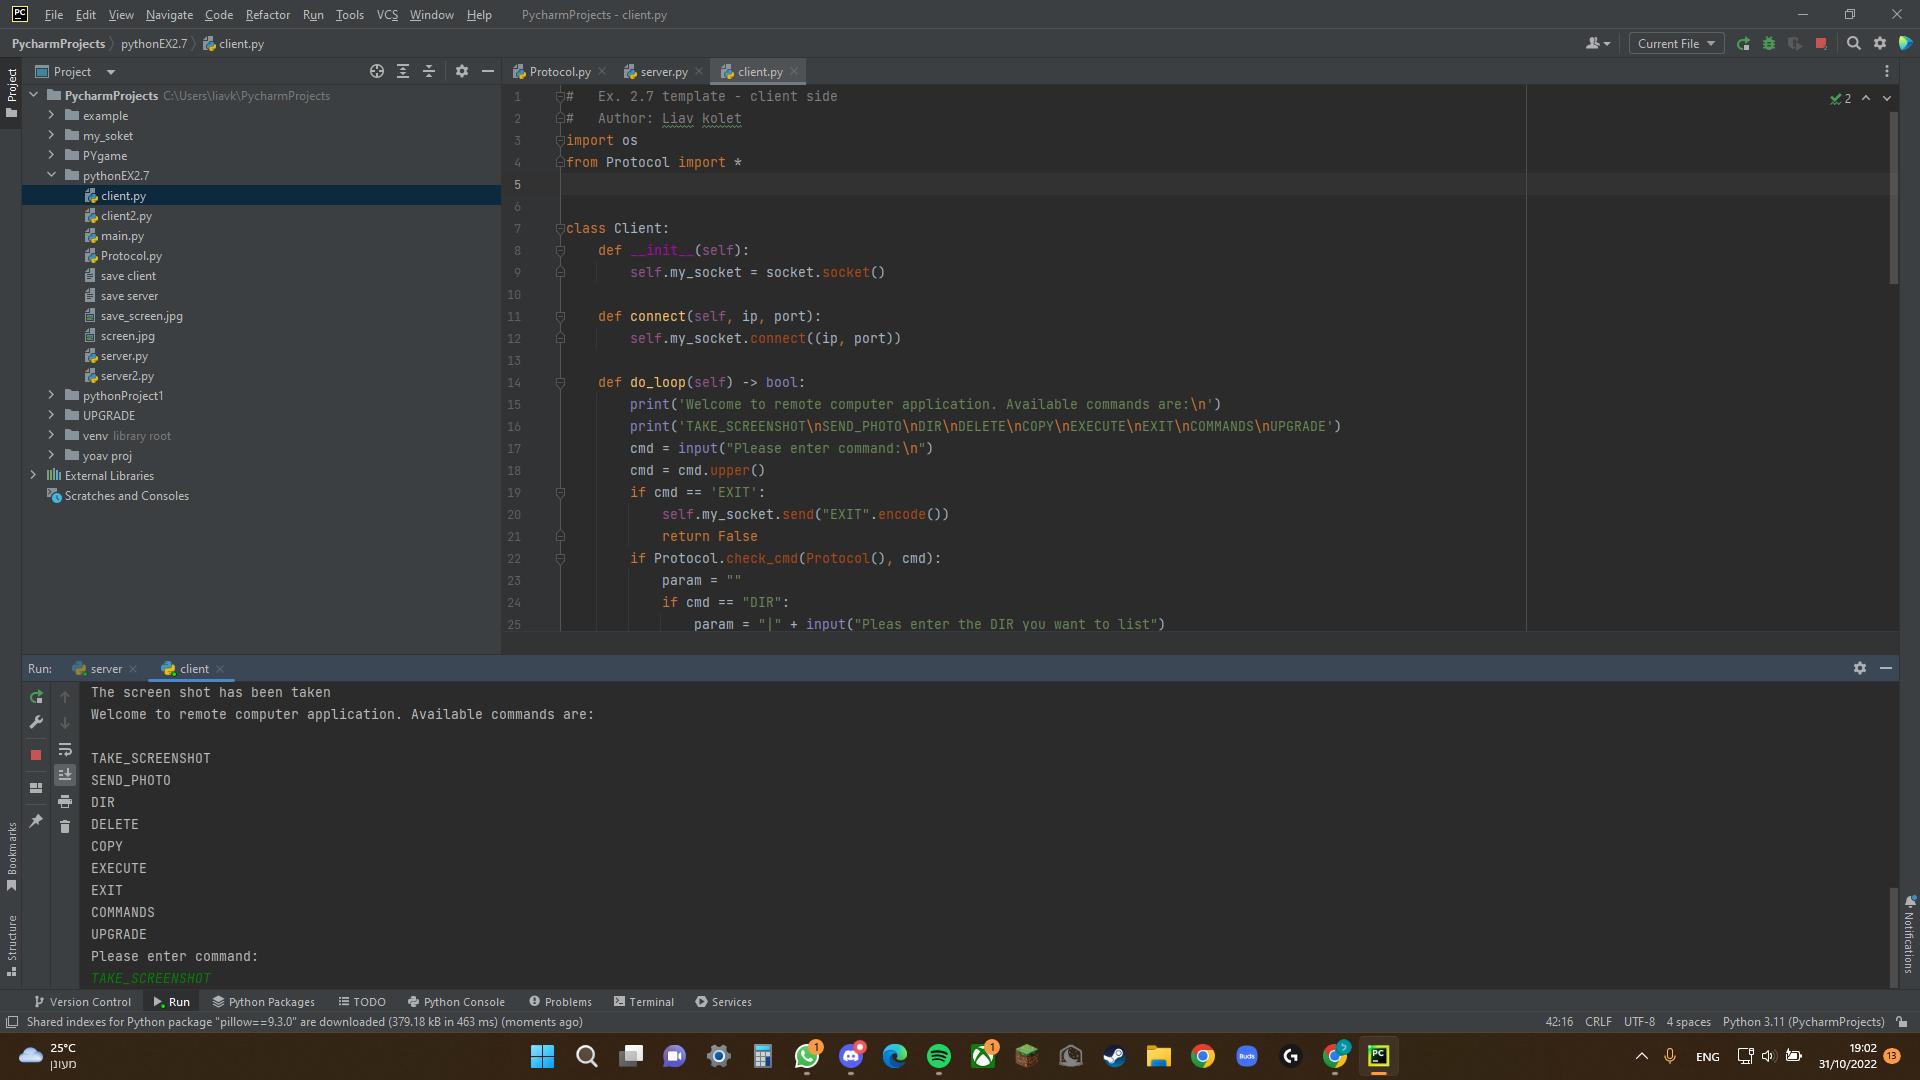 PC File Edit View Navigate Code Refactor Run Tools VCS Window Help PycharmProjects - client.py
PycharmProjects pythonEX2.7 client.py Current File
Project
Project
PycharmProjects C:\Users\liavk\PycharmProjects
example
my_soket
PYgame
pythonEX2.7
client.py
client2.py
main.py
Protocol.py
save client
save server
save_screen.jpg
screen.jpg
server.py
server2.py
pythonProject1
UPGRADE
venv library root
yoav proj
External Libraries
Scratches and Consoles
Protocol.py server.py client.py
2
1 # Ex. 2.7 template - client side
2 # Author: Liav kolet
3 import os
4 from Protocol import *
5
6
7 class Client:
8 def __init__(self):
9 self.my_socket = socket.socket()
10
11 def connect(self, ip, port):
12 self.my_socket.connect((ip, port))
13
14 def do_loop(self) -> bool:
15 print('Welcome to remote computer application. Available commands are:\n')
16 print('TAKE_SCREENSHOT\nSEND_PHOTO\nDIR\nDELETE\nCOPY\nEXECUTE\nEXIT\nCOMMANDS\nUPGRADE')
17 cmd = input("Please enter command:\n")
18 cmd = cmd.upper()
19 if cmd == 'EXIT':
20 self.my_socket.send("EXIT".encode())
21 return False
22 if Protocol.check_cmd(Protocol(), cmd):
23 param = ""
24 if cmd == "DIR":
25 param = "|" + input("Pleas enter the DIR you want to list")
Run: server client
The screen shot has been taken
Welcome to remote computer application. Available commands are:
TAKE_SCREENSHOT
SEND_PHOTO
DIR
DELETE
COPY
EXECUTE
EXIT
COMMANDS
UPGRADE
Please enter command:
TAKE_SCREENSHOT
Bookmarks
Structure
Notifications
Version Control Run Python Packages TODO Python Console Problems Terminal Services
Shared indexes for Python package "pillow==9.3.0" are downloaded (379.18 kB in 463 ms) (moments ago) 42:16 CRLF UTF-8 4 spaces Python 3.11 (PycharmProjects)
25°C
מעונן
1
1
Buds
PC
ENG
19:02
31/10/2022
13